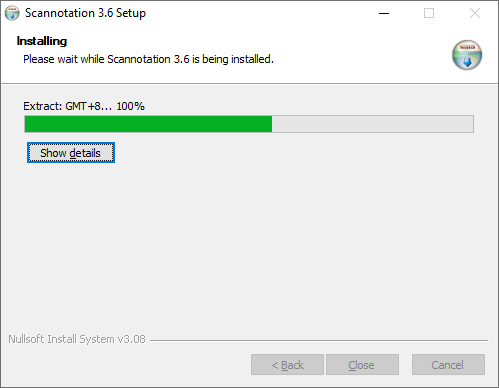 Scannotation 3.6 Setup
Installing
Please wait while Scannotation 3.6 is being installed.
Extract: GMT+8... 100%
Show details
Nullsoft Install System v3.08
< Back
Close
Cancel